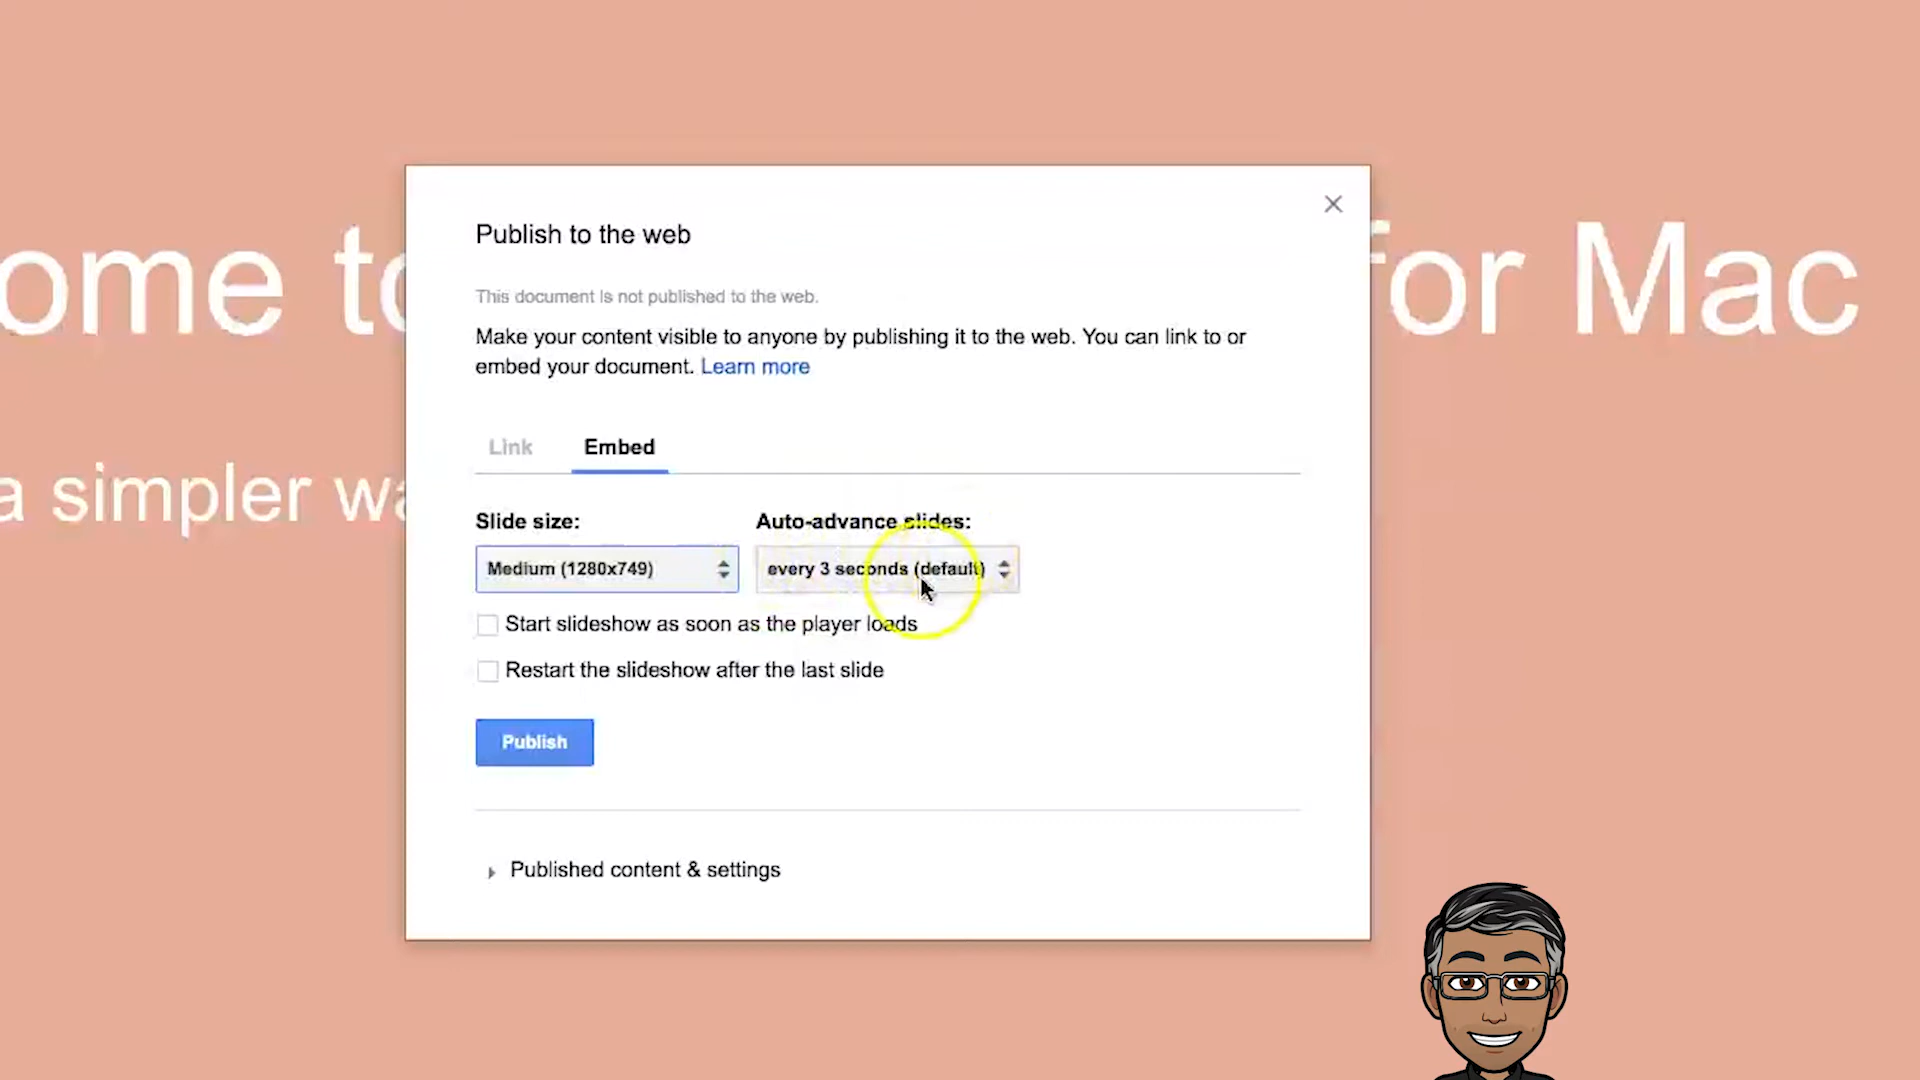 ome to for Mac
a simpler wa
Publish to the web
This document is not published to the web.
Make your content visible to anyone by publishing it to the web. You can link to or
embed your document. Learn more
Link Embed
Slide size: Auto-advance slides:
Medium (1280x749) every 3 seconds (default)
Start slideshow as soon as the player loads
Restart the slideshow after the last slide
Publish
Published content & settings